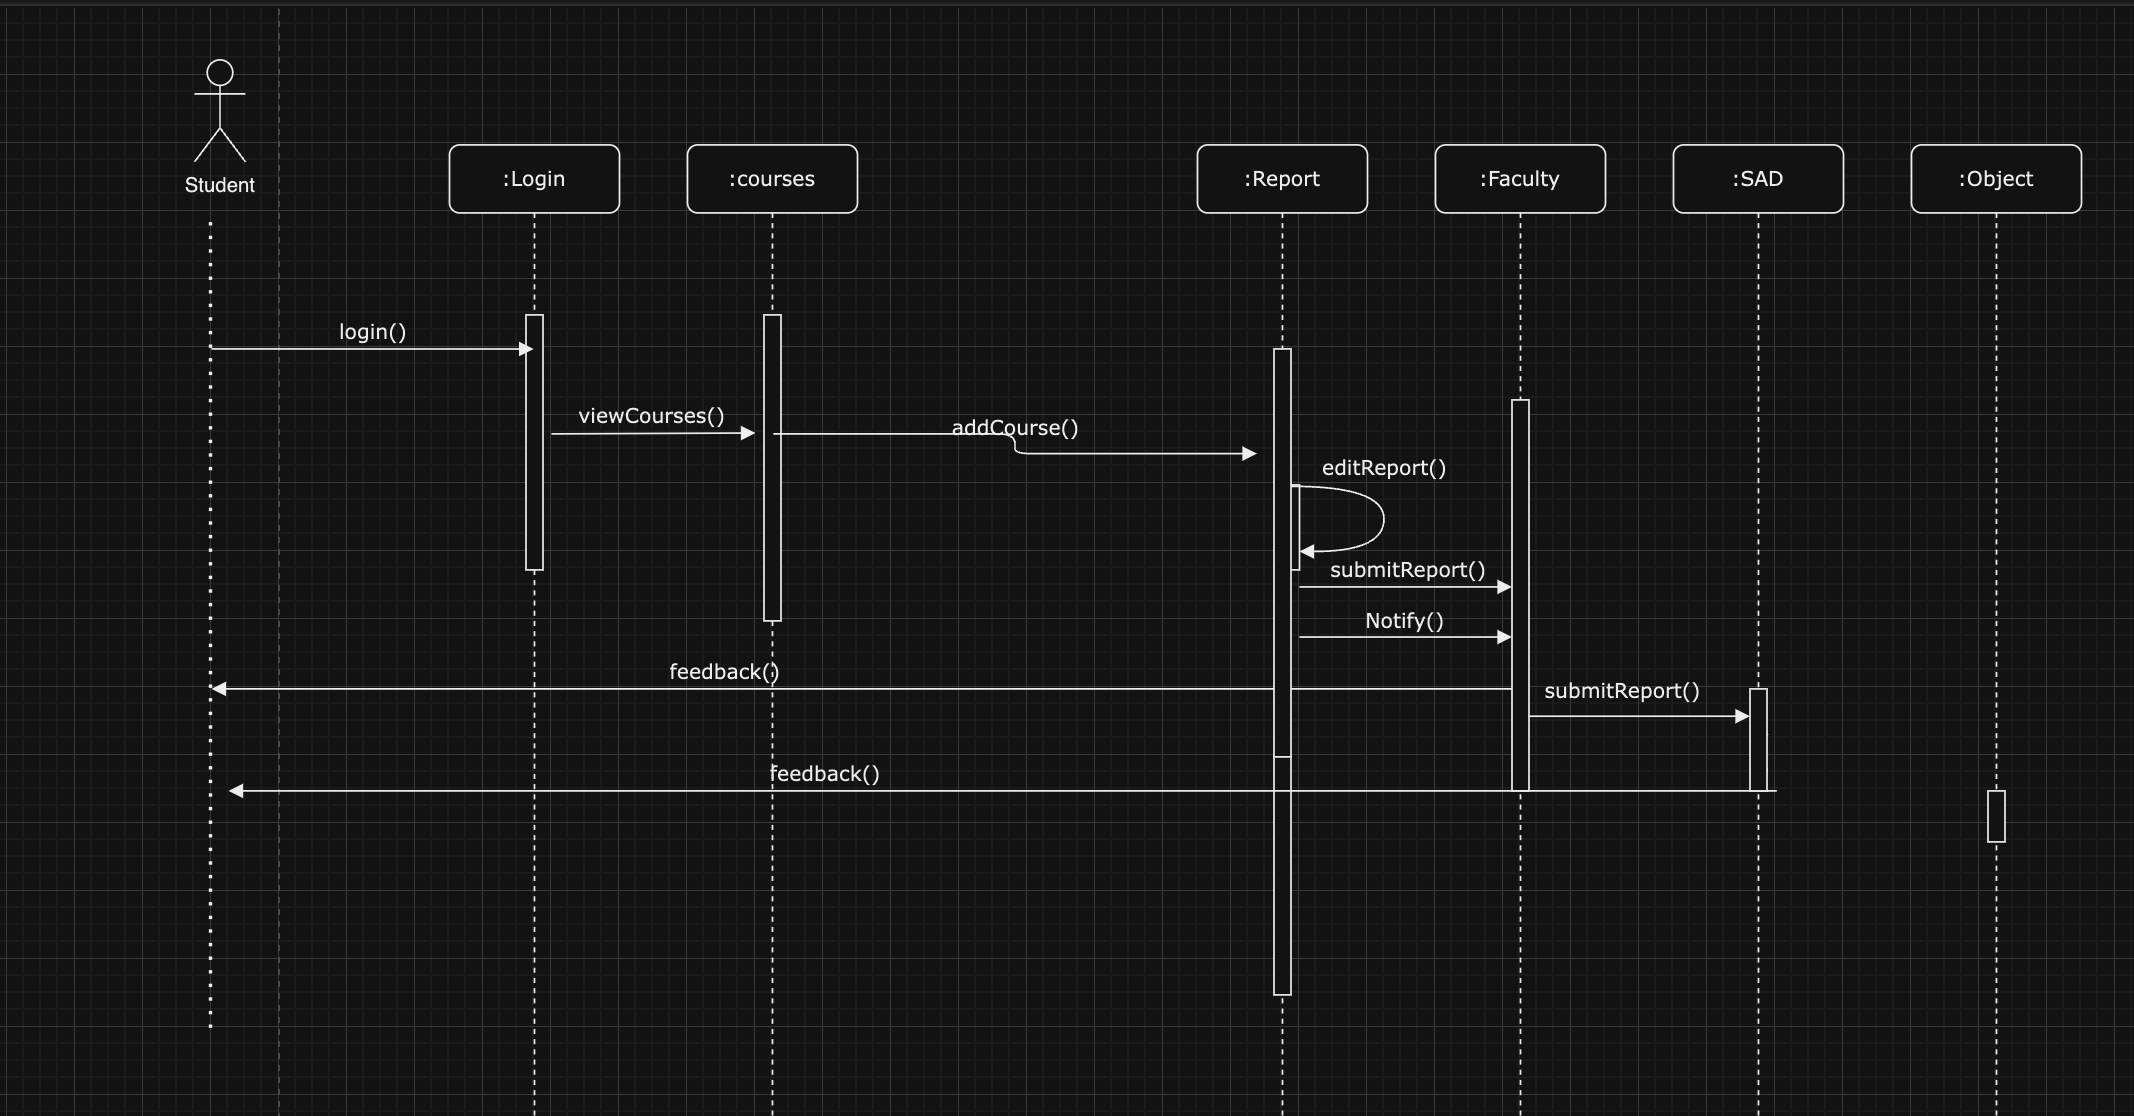 Student
:Login
:courses
:Report
:Faculty
:SAD
:Object
login()
viewCourses()
addCourse()
editReport()
submitReport()
Notify()
feedback()
submitReport()
feedback()